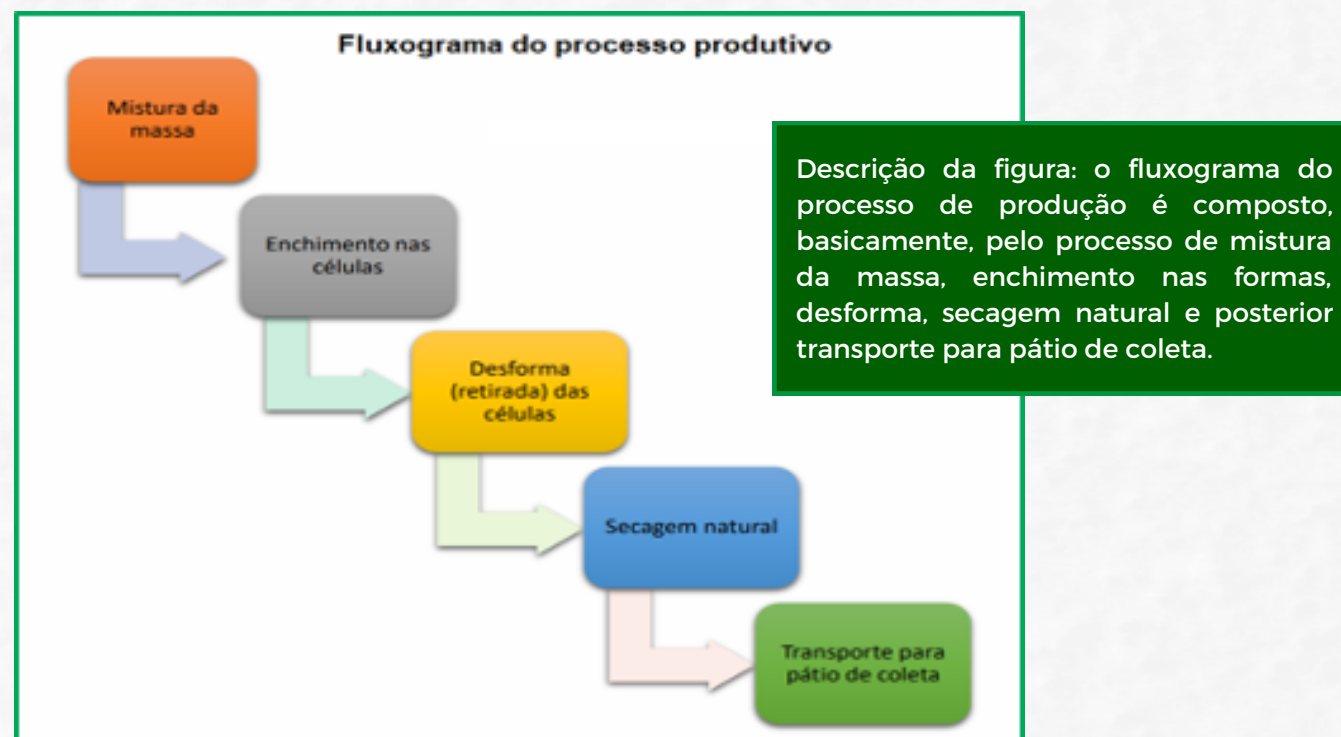 Fluxograma do processo produtivo
Mistura da
massa
Enchimento nas
células
Desforma
(retirada) das
células
Secagem natural
Transporte para
pátio de coleta
Descrição da figura: o fluxograma do
processo de produção é composto,
basicamente, pelo processo de mistura
da massa, enchimento nas formas,
desforma, secagem natural e posterior
transporte para pátio de coleta.